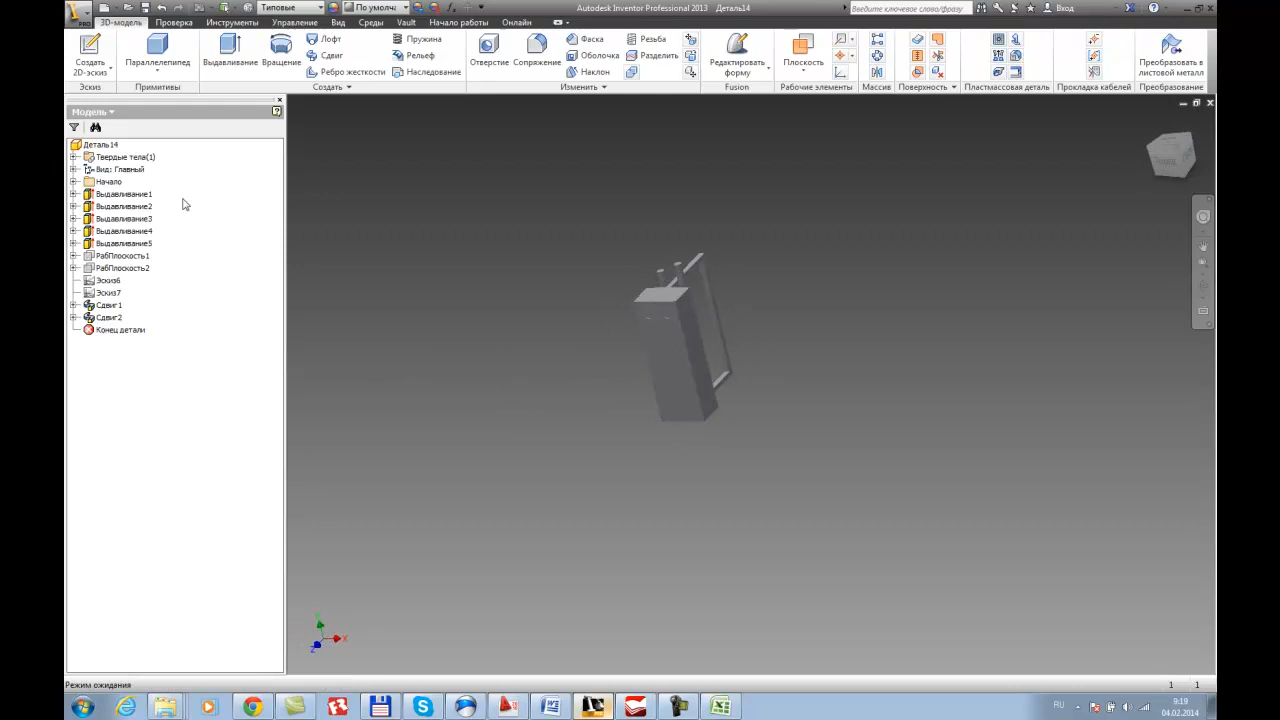 Autodesk Inventor Professional 2013 Деталь14
Типовые
По умолч
Введите ключевое слово/фразу
Вход
PRO
3D-модель
Проверка
Инструменты
Управление
Вид
Среды
Vault
Начало работы
Онлайн
Создать
2D-эскиз
Параллелепипед
Выдавливание
Вращение
Лофт
Сдвиг
Ребро жесткости
Пружина
Рельеф
Наследование
Отверстие
Сопряжение
Фаска
Оболочка
Наклон
Резьба
Разделить
Редактировать
форму
Плоскость
Преобразовать в
листовой металл
Эскиз
Примитивы
Создать
Изменить
Fusion
Рабочие элементы
Массив
Поверхность
Пластмассовая деталь
Прокладка кабелей
Преобразование
Модель
Деталь14
Твердые тела(1)
Вид: Главный
Начало
Выдавливание1
Выдавливание2
Выдавливание3
Выдавливание4
Выдавливание5
РабПлоскость1
РабПлоскость2
Эскиз6
Эскиз7
Сдвиг1
Сдвиг2
Конец детали
X
Z
Режим ожидания
1 1
RU
9:19
04.02.2014